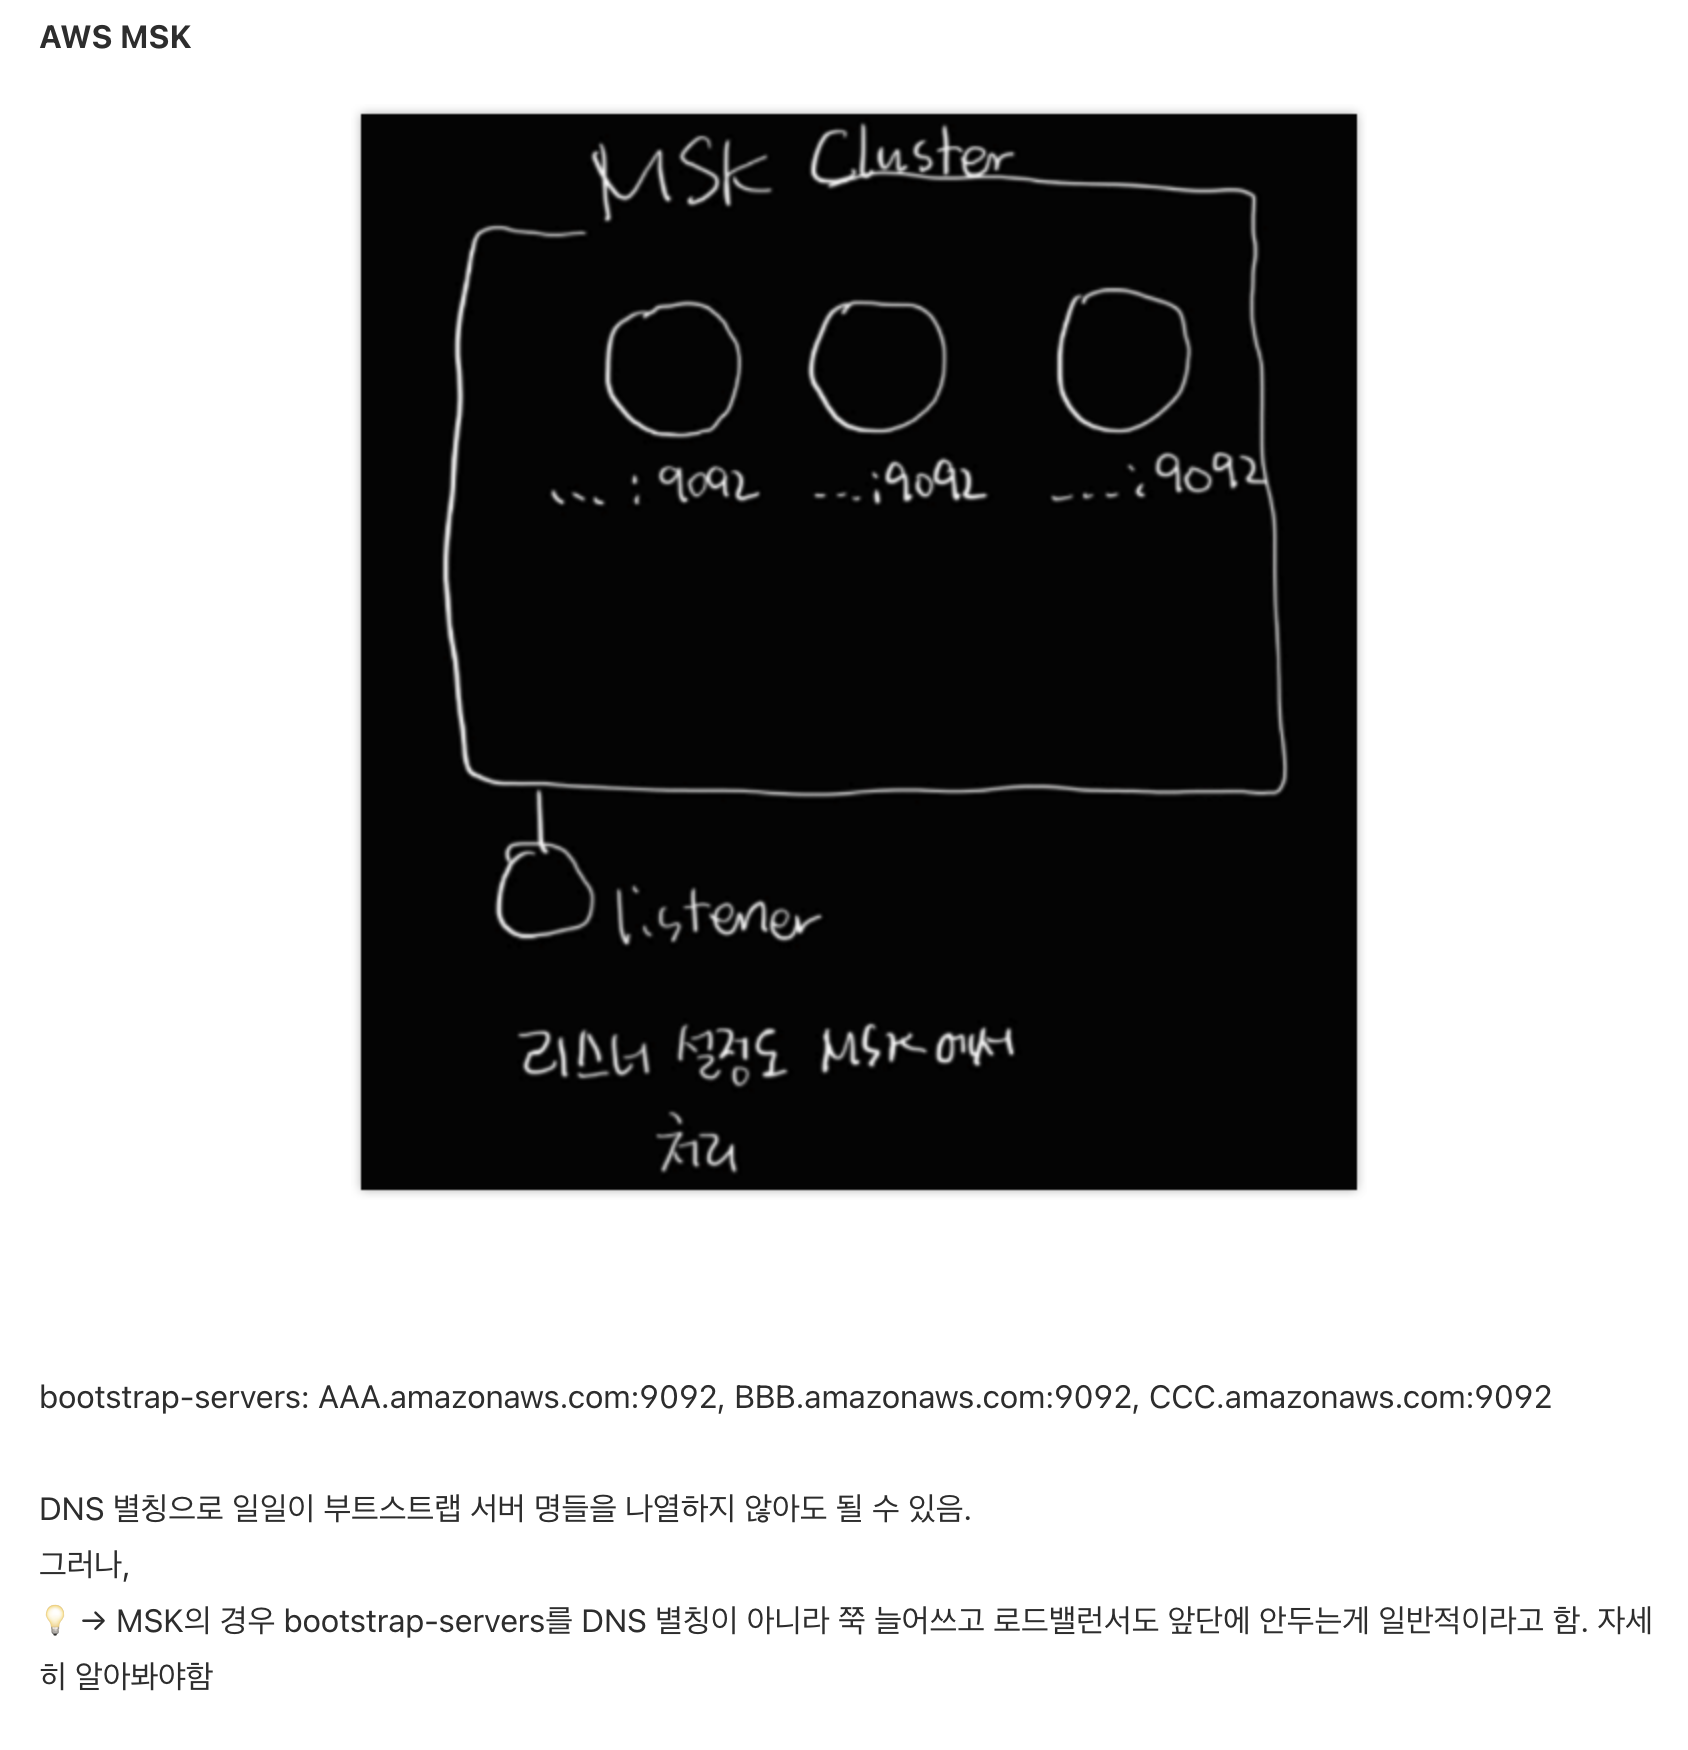 AWS MSK
MSK Cluster
... : 9092 ---:9092 ----:9092
listener
리스너 설정도 MSK에서
처리
bootstrap-servers: AAA.amazonaws.com:9092, BBB.amazonaws.com:9092, CCC.amazonaws.com:9092
DNS 별칭으로 일일이 부트스트랩 서버 명들을 나열하지 않아도 될 수 있음.
그러나,
💡 → MSK의 경우 bootstrap-servers를 DNS 별칭이 아니라 쭉 늘어쓰고 로드밸런서도 앞단에 안두는게 일반적이라고 함. 자세
히 알아봐야함